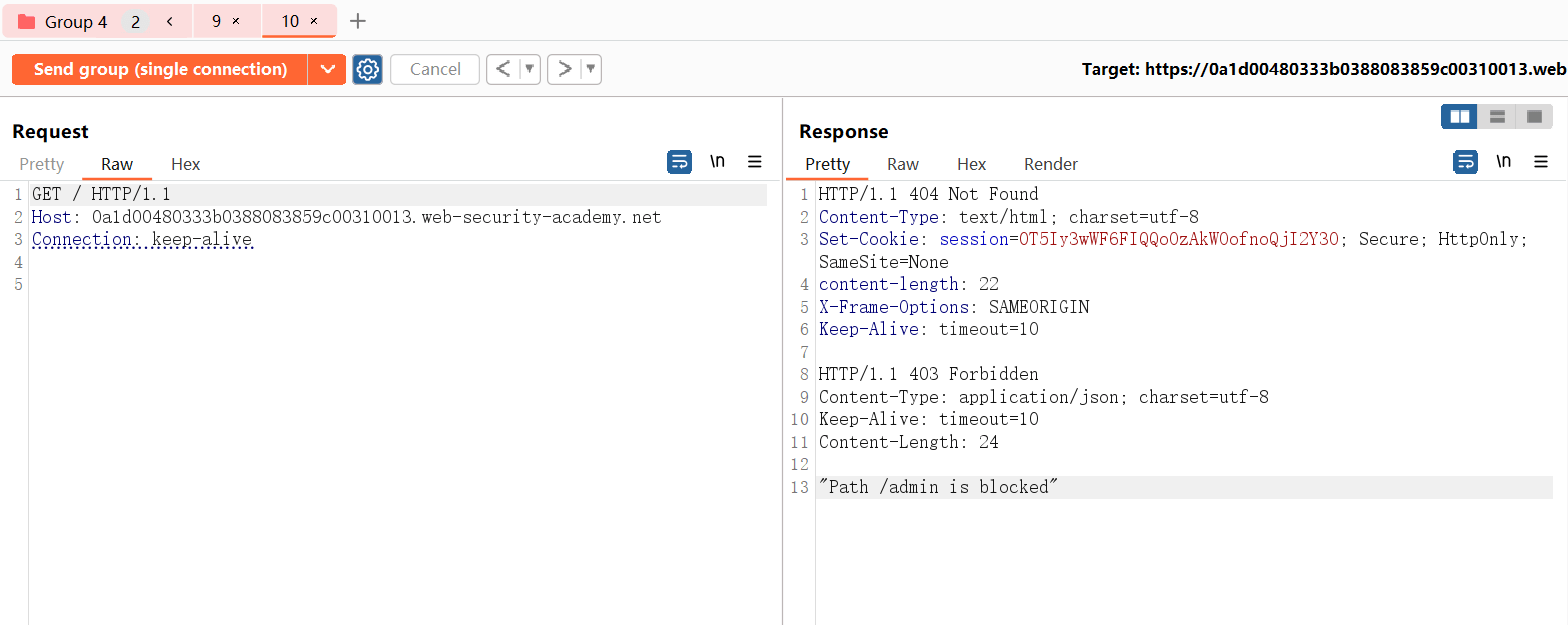 Group 4 2 < 9 × 10 × +
Send group (single connection) Cancel < > Target: https://0a1d00480333b0388083859c00310013.web
Request
Pretty Raw Hex \n
1 GET / HTTP/1.1
2 Host: 0a1d00480333b0388083859c00310013.web-security-academy.net
3 Connection: keep-alive
4
5
Response
Pretty Raw Hex Render \n
1 HTTP/1.1 404 Not Found
2 Content-Type: text/html; charset=utf-8
3 Set-Cookie: session=OT5Iy3wWF6FIQQoOzAkWOofnoQjI2Y3O; Secure; HttpOnly;
SameSite=None
4 content-length: 22
5 X-Frame-Options: SAMEORIGIN
6 Keep-Alive: timeout=10
7
8 HTTP/1.1 403 Forbidden
9 Content-Type: application/json; charset=utf-8
10 Keep-Alive: timeout=10
11 Content-Length: 24
12
13 "Path /admin is blocked"